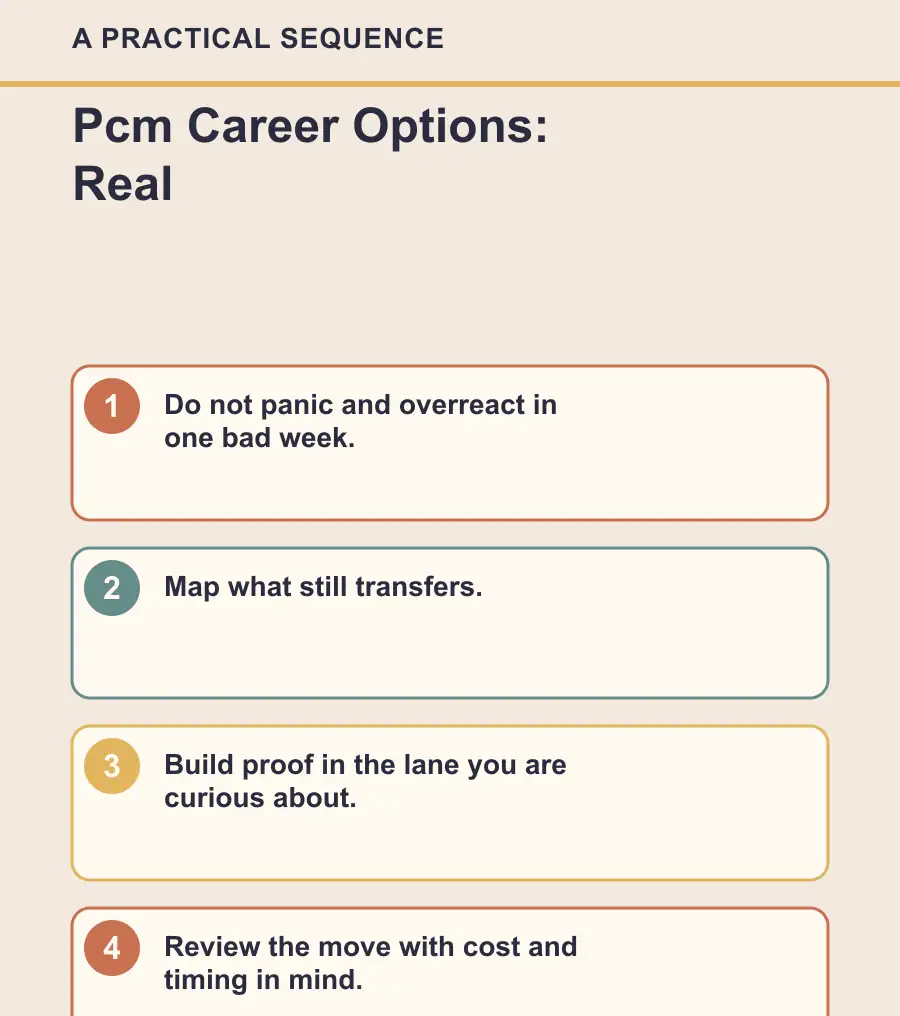 A PRACTICAL SEQUENCE
Pcm Career Options:
Real
1
Do not panic and overreact in
one bad week.
2
Map what still transfers.
3
Build proof in the lane you are
curious about.
4
Review the move with cost and
timing in mind.